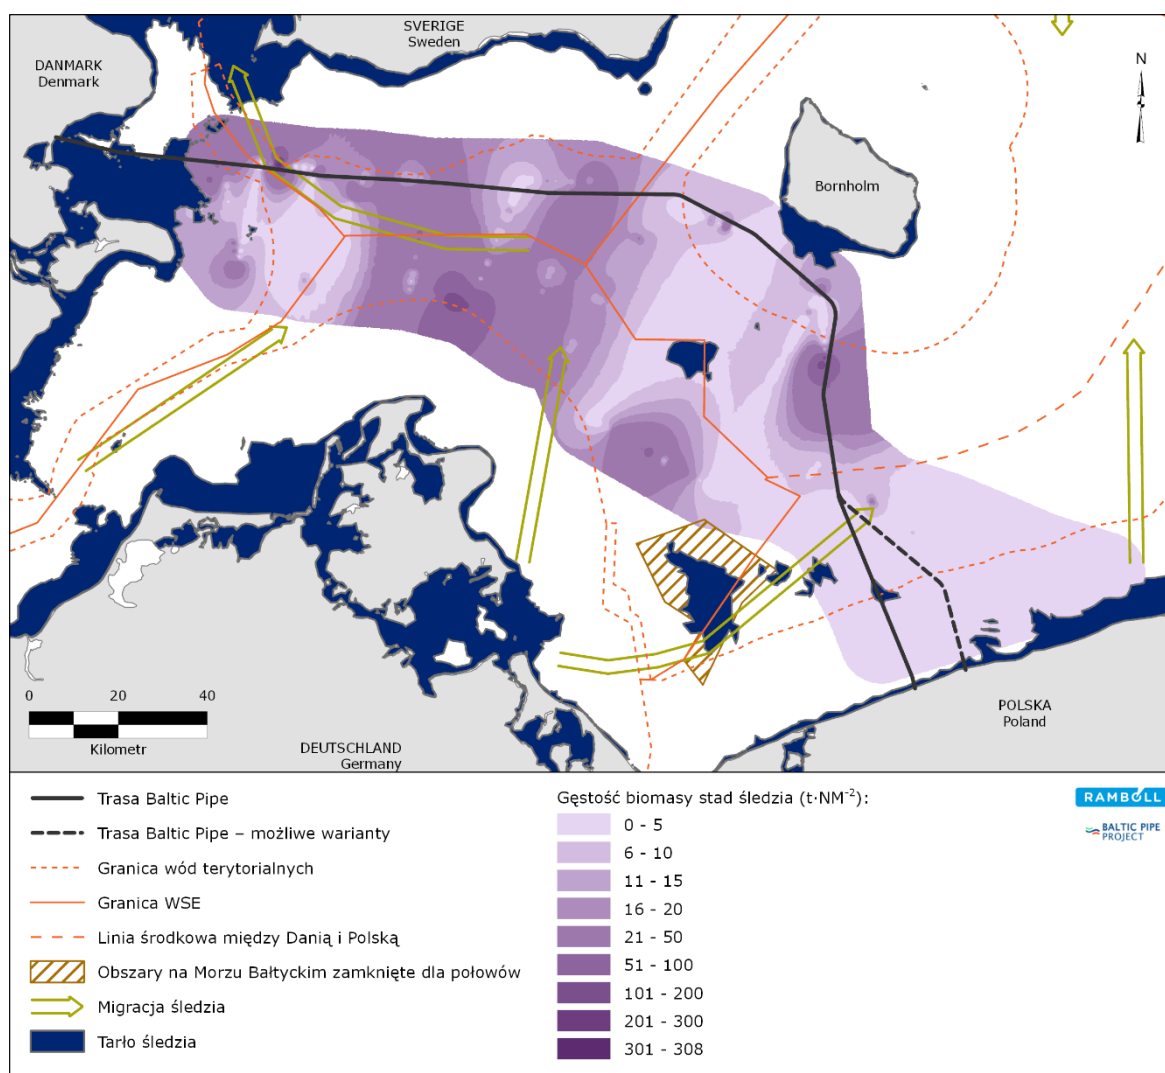 SVERIGE
Sweden
DANMARK
Denmark
N
Bornholm
0 20 40
Kilometr
DEUTSCHLAND
Germany
POLSKA
Poland
Trasa Baltic Pipe
Trasa Baltic Pipe – możliwe warianty
Granica wód terytorialnych
Granica WSE
Linia środkowa między Danią i Polską
Obszary na Morzu Bałtyckim zamknięte dla połowów
Migracja śledzia
Tarło śledzia
Gęstość biomasy stad śledzia (t·NM⁻²):
0 - 5
6 - 10
11 - 15
16 - 20
21 - 50
51 - 100
101 - 200
201 - 300
301 - 308
RAMBOLL
BALTIC PIPE
PROJECT